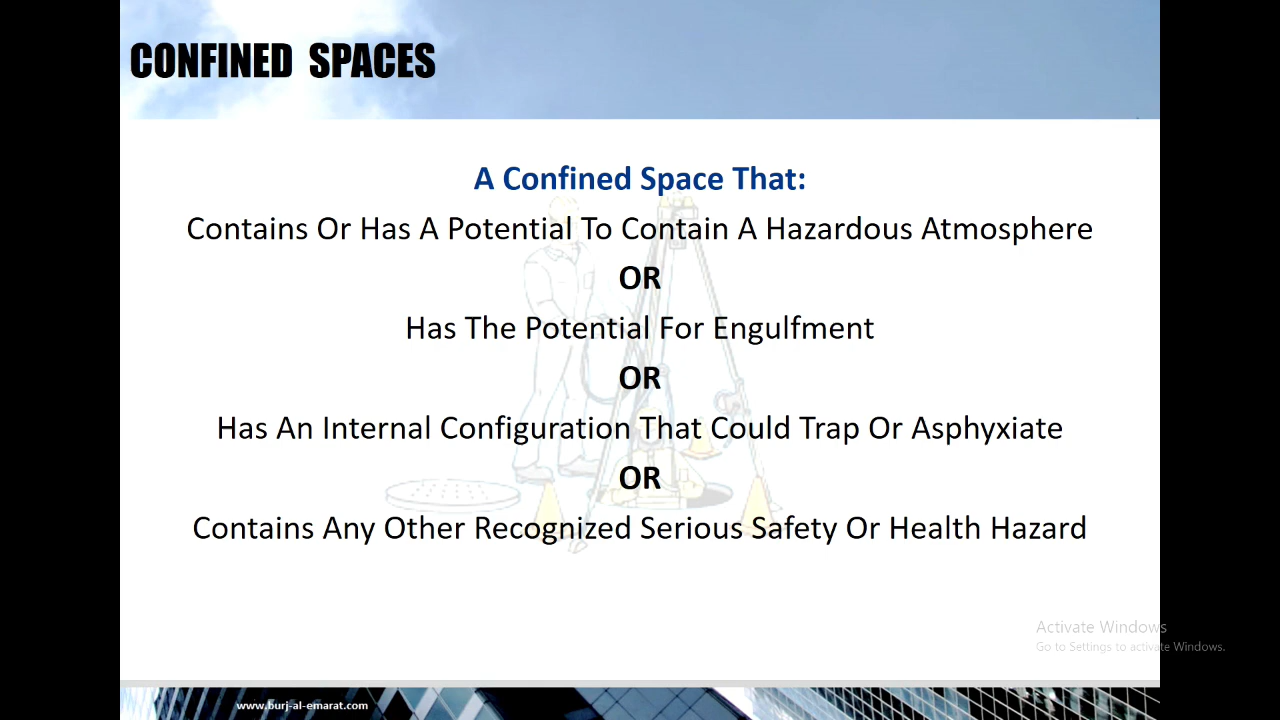 CONFINED SPACES
A Confined Space That:
Contains Or Has A Potential To Contain A Hazardous Atmosphere
OR
Has The Potential For Engulfment
OR
Has An Internal Configuration That Could Trap Or Asphyxiate
OR
Contains Any Other Recognized Serious Safety Or Health Hazard
Activate Windows
Go to Settings to activate Windows.
www.burj-al-emarat.com